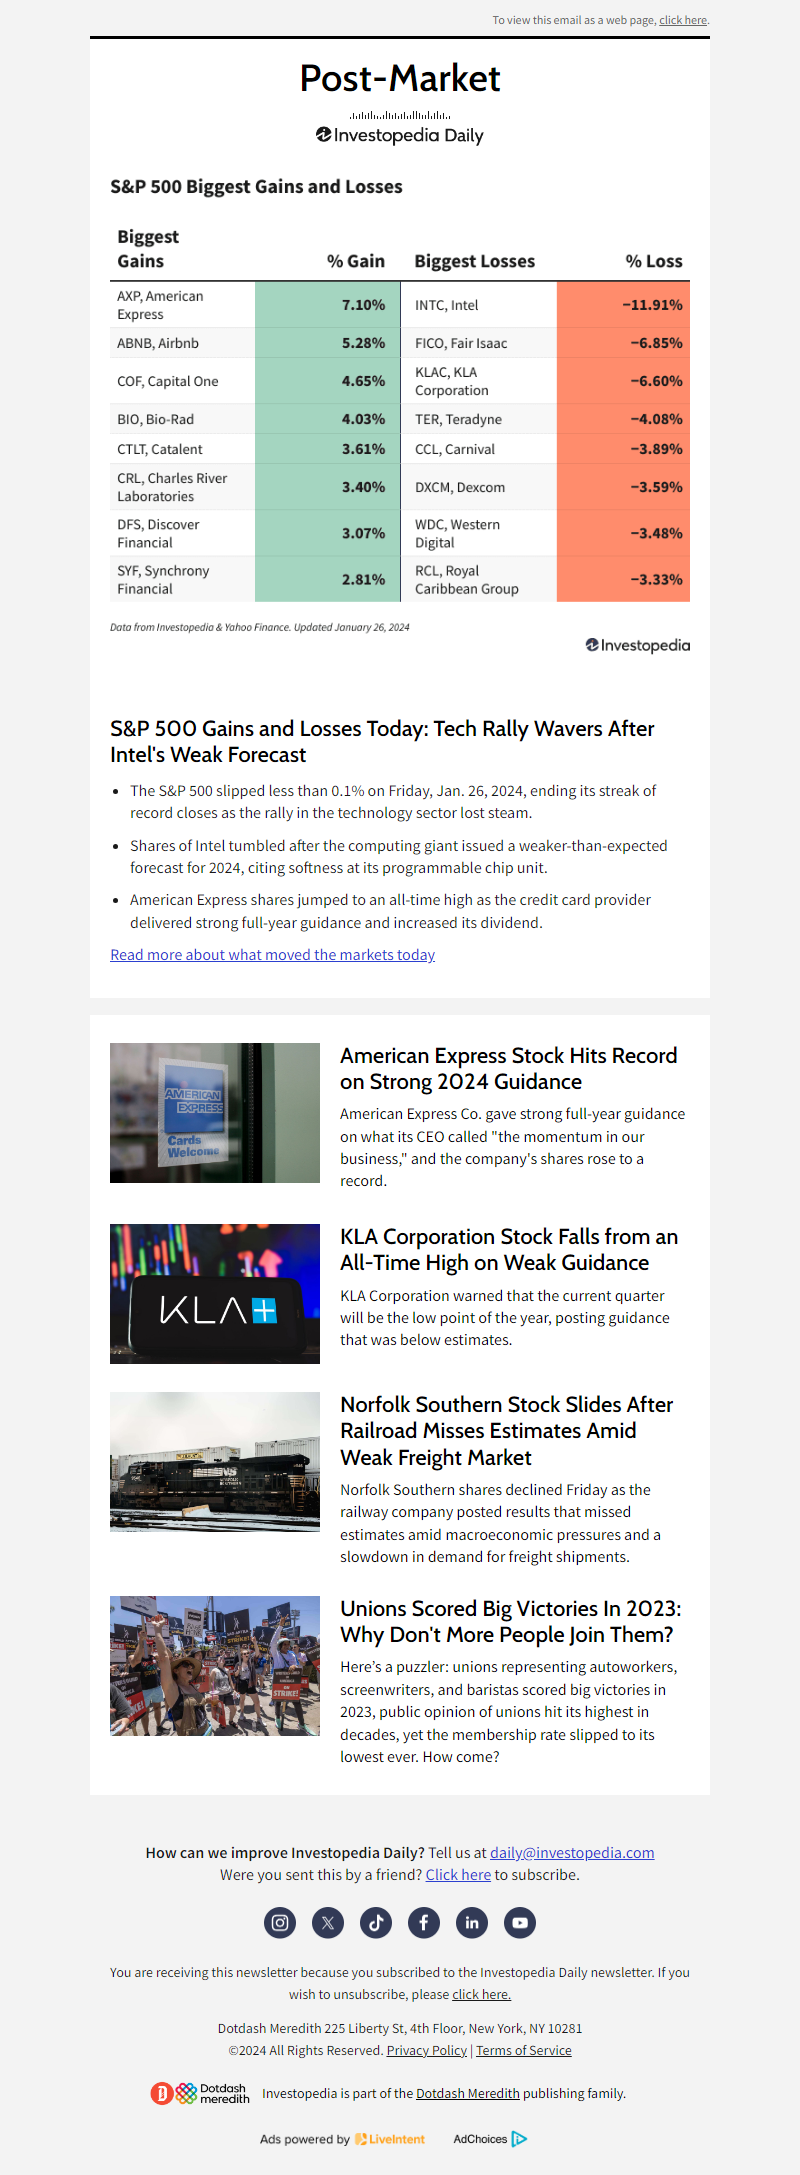 To view this email as a web page, click here.
Post-Market
Investopedia Daily
S&P 500 Biggest Gains and Losses
Biggest
Gains % Gain Biggest Losses % Loss
AXP, American
Express 7.10% INTC, Intel −11.91%
ABNB, Airbnb 5.28% FICO, Fair Isaac −6.85%
COF, Capital One 4.65% KLAC, KLA
Corporation −6.60%
BIO, Bio-Rad 4.03% TER, Teradyne −4.08%
CTLT, Catalent 3.61% CCL, Carnival −3.89%
CRL, Charles River
Laboratories 3.40% DXCM, Dexcom −3.59%
DFS, Discover
Financial 3.07% WDC, Western
Digital −3.48%
SYF, Synchrony
Financial 2.81% RCL, Royal
Caribbean Group −3.33%
Data from Investopedia & Yahoo Finance. Updated January 26, 2024
Investopedia
S&P 500 Gains and Losses Today: Tech Rally Wavers After
Intel's Weak Forecast
• The S&P 500 slipped less than 0.1% on Friday, Jan. 26, 2024, ending its streak of
record closes as the rally in the technology sector lost steam.
• Shares of Intel tumbled after the computing giant issued a weaker-than-expected
forecast for 2024, citing softness at its programmable chip unit.
• American Express shares jumped to an all-time high as the credit card provider
delivered strong full-year guidance and increased its dividend.
Read more about what moved the markets today
AMERICAN
EXPRESS
Cards
Welcome
American Express Stock Hits Record
on Strong 2024 Guidance
American Express Co. gave strong full-year guidance
on what its CEO called "the momentum in our
business," and the company's shares rose to a
record.
KLA+
KLA Corporation Stock Falls from an
All-Time High on Weak Guidance
KLA Corporation warned that the current quarter
will be the low point of the year, posting guidance
that was below estimates.
NS
Norfolk Southern Stock Slides After
Railroad Misses Estimates Amid
Weak Freight Market
Norfolk Southern shares declined Friday as the
railway company posted results that missed
estimates amid macroeconomic pressures and a
slowdown in demand for freight shipments.
STRIKE!
Unions Scored Big Victories In 2023:
Why Don't More People Join Them?
Here’s a puzzler: unions representing autoworkers,
screenwriters, and baristas scored big victories in
2023, public opinion of unions hit its highest in
decades, yet the membership rate slipped to its
lowest ever. How come?
How can we improve Investopedia Daily? Tell us at daily@investopedia.com
Were you sent this by a friend? Click here to subscribe.
You are receiving this newsletter because you subscribed to the Investopedia Daily newsletter. If you
wish to unsubscribe, please click here.
Dotdash Meredith 225 Liberty St, 4th Floor, New York, NY 10281
©2024 All Rights Reserved. Privacy Policy | Terms of Service
Dotdash
meredith
Investopedia is part of the Dotdash Meredith publishing family.
Ads powered by LiveIntent AdChoices